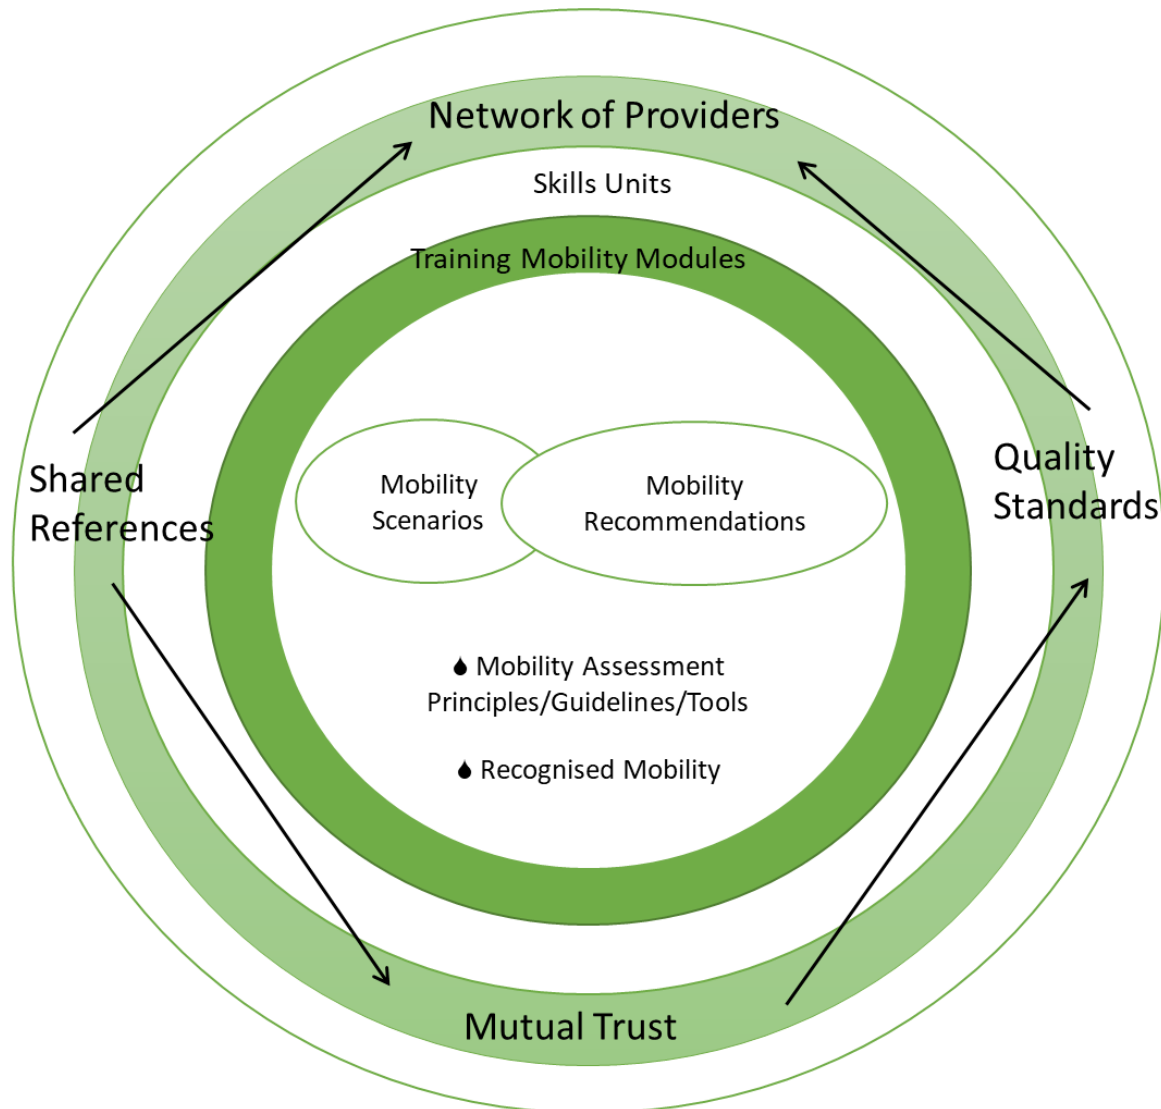 Network of Providers
Skills Units
Training Mobility Modules
Shared
References
Mobility
Scenarios
Mobility
Recommendations
Quality
Standards
Mobility Assessment
Principles/Guidelines/Tools
Recognised Mobility
Mutual Trust